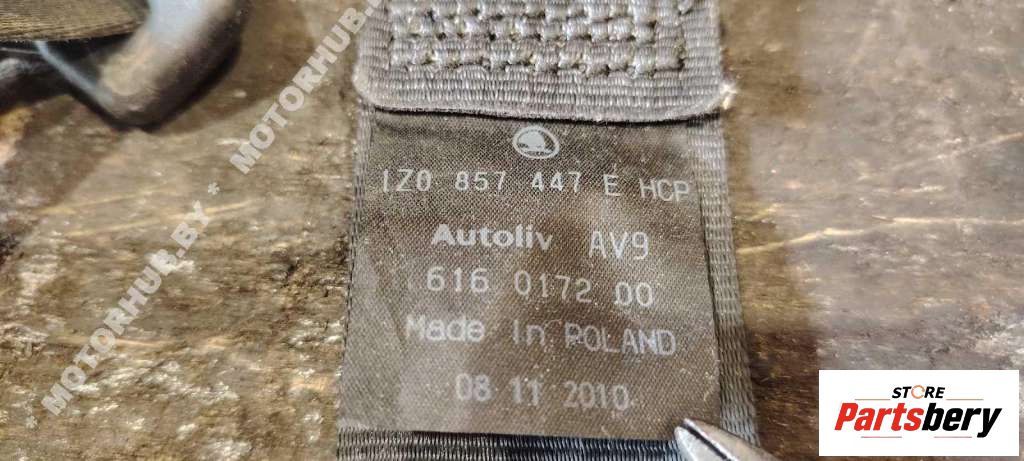 1Z0 857 447 E HCP
Autoliv AV9
616 0172 00
Made in POLAND
08 11 2010
MOTORHUB.BY * MOTORHUB.BY
STORE
Partsbery